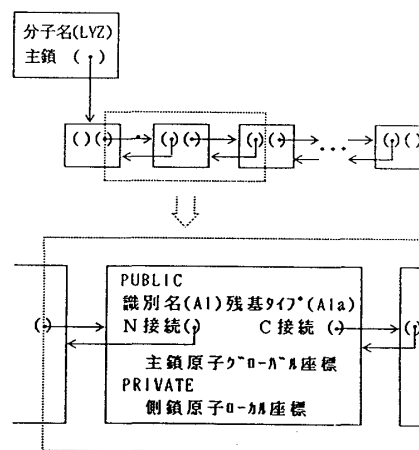 分子名(LYZ)
主鎖 (・)
()(・) (・)(・) (・)(・) ... (・)()
PUBLIC
識別名(A1)残基ﾀｲﾌﾟ(Ala)
(・) N接続(・) C接続 (・) (・)
主鎖原子ｸﾞﾛｰﾊﾞﾙ座標
PRIVATE
側鎖原子ﾛｰｶﾙ座標